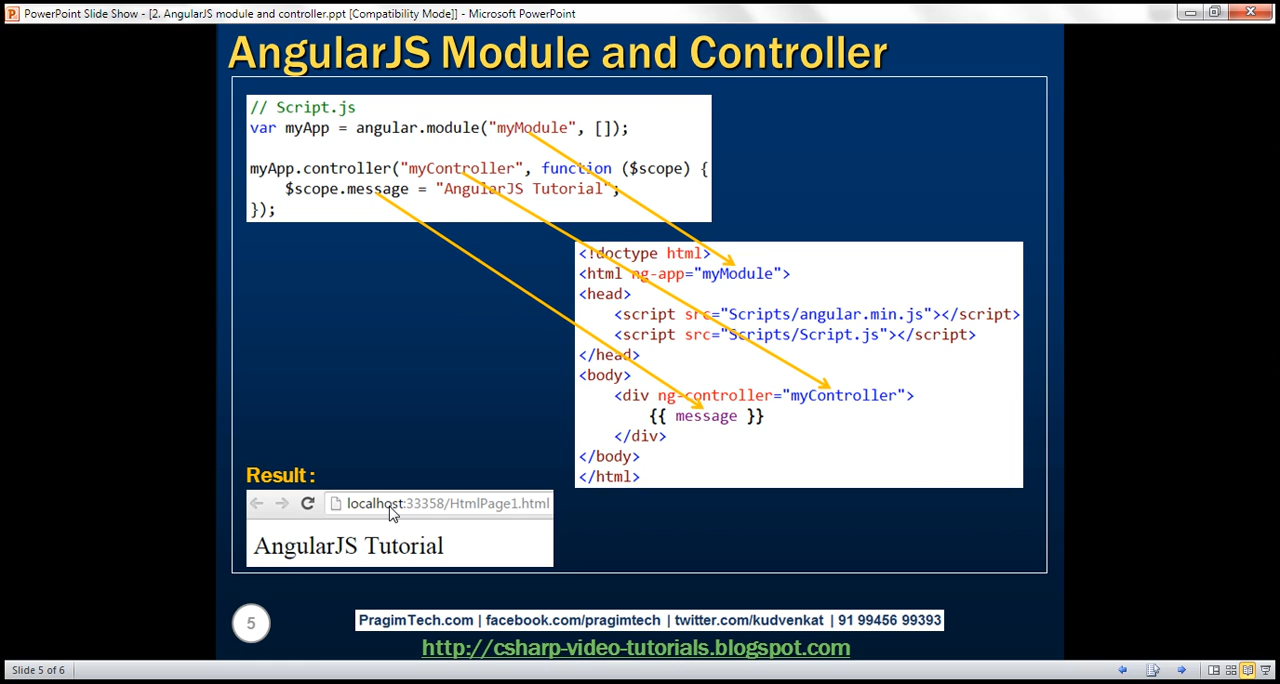 PowerPoint Slide Show - [2. AngularJS module and controller.ppt [Compatibility Mode]] - Microsoft PowerPoint
AngularJS Module and Controller
// Script.js
var myApp = angular.module("myModule", []);
myApp.controller("myController", function ($scope) {
$scope.message = "AngularJS Tutorial";
});
<!doctype html>
<html ng-app="myModule">
<head>
<script src="Scripts/angular.min.js"></script>
<script src="Scripts/Script.js"></script>
</head>
<body>
<div ng-controller="myController">
{{ message }}
</div>
</body>
</html>
Result :
localhost:33358/HtmlPage1.html
AngularJS Tutorial
5
PragimTech.com | facebook.com/pragimtech | twitter.com/kudvenkat | 91 99456 99393
http://csharp-video-tutorials.blogspot.com
Slide 5 of 6